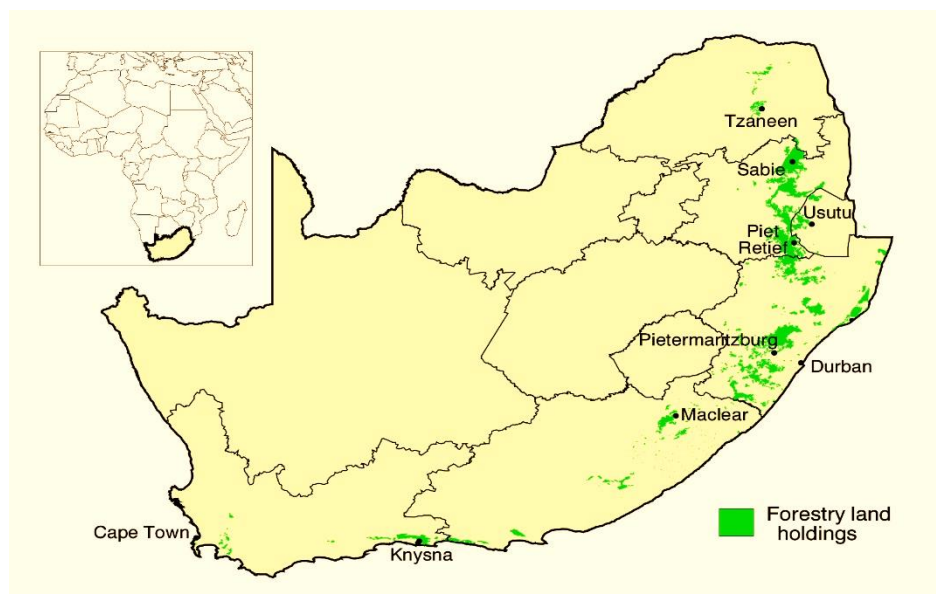 Tzaneen
Sabie
Usutu
Piet
Retief
Pietermaritzburg
Durban
Maclear
Cape Town
Knysna
Forestry land
holdings